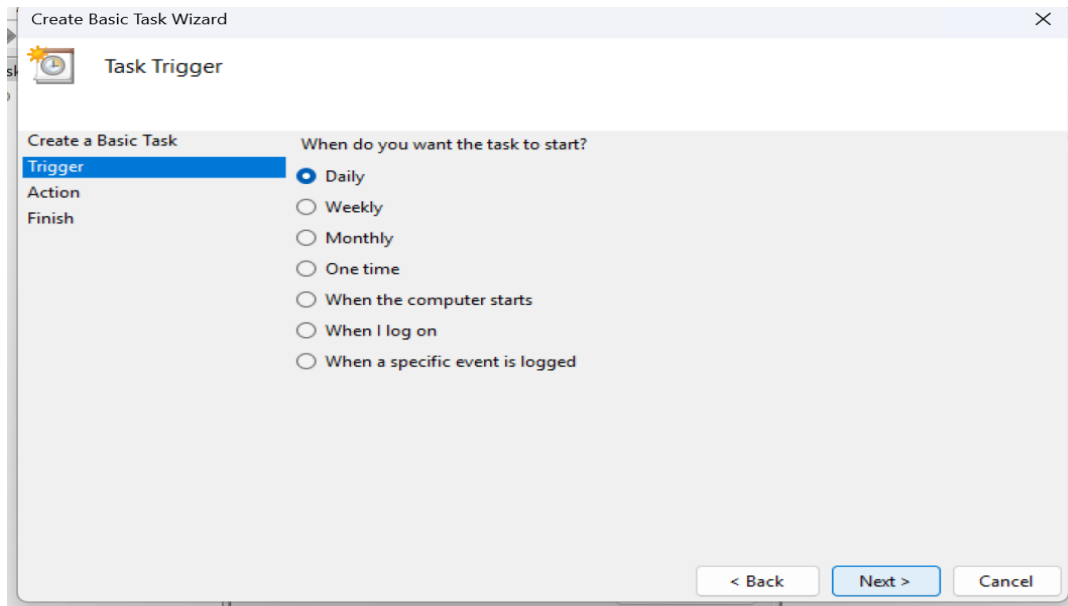 Create Basic Task Wizard
Task Trigger
Create a Basic Task
Trigger
Action
Finish
When do you want the task to start?
Daily
Weekly
Monthly
One time
When the computer starts
When I log on
When a specific event is logged
< Back
Next >
Cancel